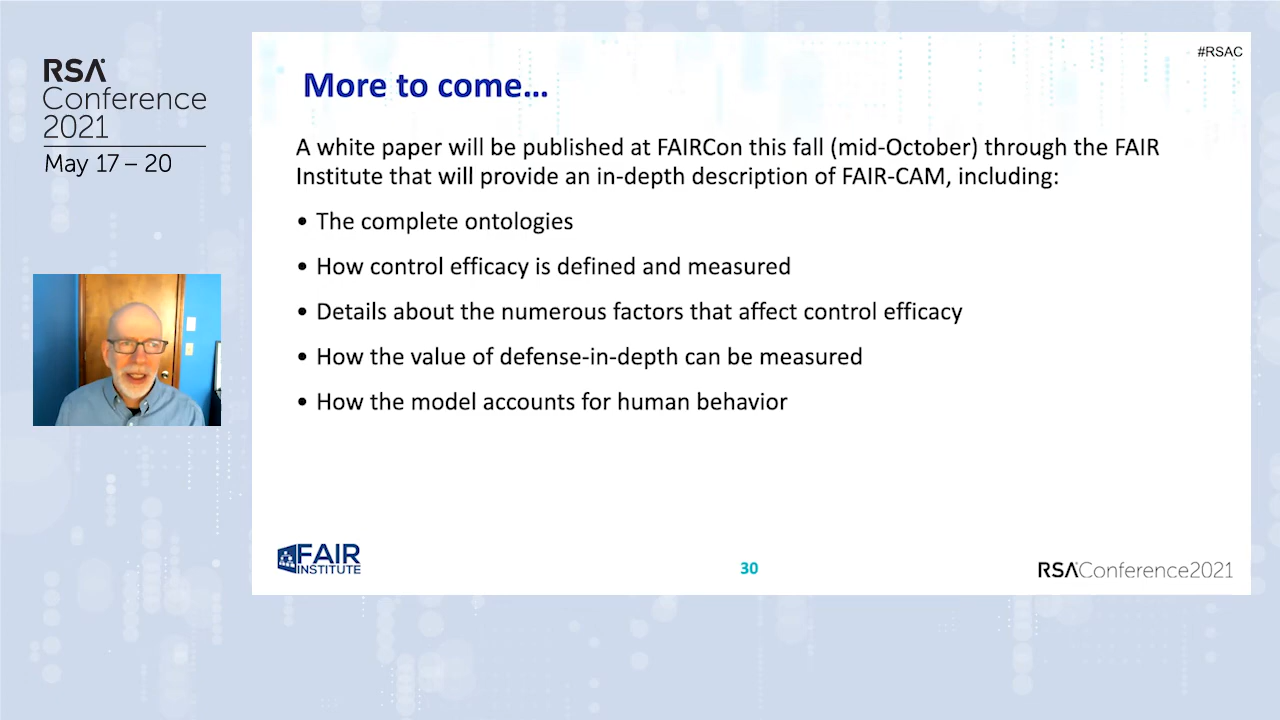 RSA
Conference
2021
May 17 – 20
#RSAC
More to come…
A white paper will be published at FAIRCon this fall (mid-October) through the FAIR
Institute that will provide an in-depth description of FAIR-CAM, including:
• The complete ontologies
• How control efficacy is defined and measured
• Details about the numerous factors that affect control efficacy
• How the value of defense-in-depth can be measured
• How the model accounts for human behavior
FAIR
INSTITUTE
30
RSAConference2021